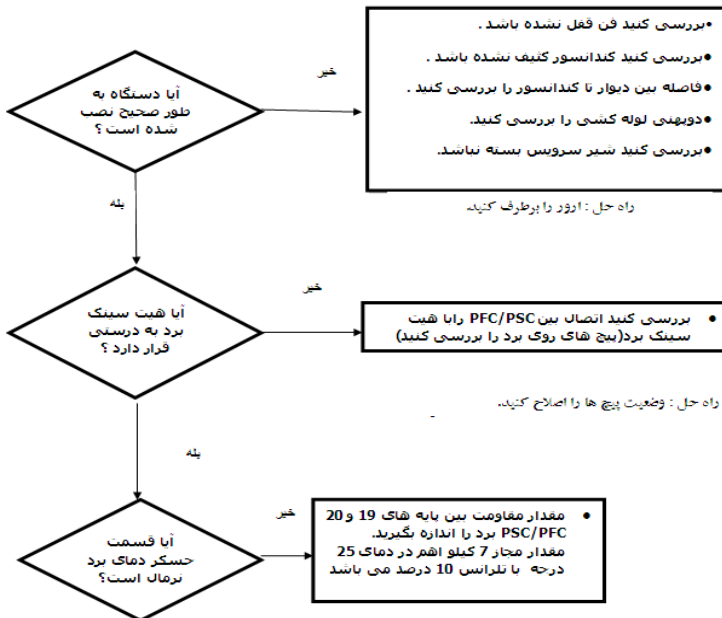 •بررسی کنید فن قفل نشده باشد .
•بررسی کنید کندانسور کثیف نشده باشد .
•فاصله بین دیوار تا کندانسور را بررسی کنید .
•دوپهنی لوله کشی را بررسی کنید.
•بررسی کنید شیر سرویس بسته نباشد.
خیر
آیا دستگاه به
طور صحیح نصب
شده است ؟
راه حل : ارور را برطرف کنید.
بله
خیر
آیا هیت سینک
برد به درستی
قرار دارد ؟
• بررسی کنید اتصال بین PFC/PSC رابا هیت
سینک برد(پیچ های روی برد را بررسی کنید)
راه حل : وضعیت پیچ ها را اصلاح کنید.
بله
خیر
آیا قسمت
حسگر دمای برد
نرمال است؟
• مقدار مقاومت بین پایه های 19 و 20
PSC/PFC برد را اندازه بگیرید.
مقدار مجاز 7 کیلو اهم در دمای 25
درجه با تلرانس 10 درصد می باشد